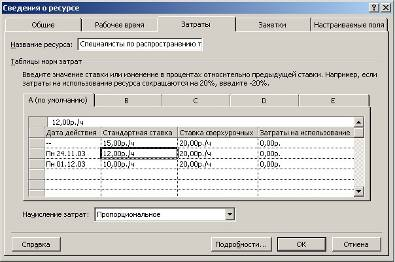 Сведения о ресурсе
Общие Рабочее время Затраты Заметки Настраиваемые поля
Название ресурса: Специалисты по распространению т
Таблицы норм затрат
Введите значение ставки или изменение в процентах относительно предыдущей ставки. Например, если
затраты на использование ресурса сокращаются на 20%, введите -20%.
A (по умолчанию) B C D E
12,00р./ч
Дата действия Стандартная ставка Ставка сверхурочных Затраты на использование
-- 15,00р./ч 20,00р./ч 0,00р.
Пн 24.11.03 12,00р./ч 20,00р./ч 0,00р.
Пн 01.12.03 10,00р./ч 20,00р./ч 0,00р.
Начисление затрат: Пропорциональное
Справка Подробности... ОК Отмена